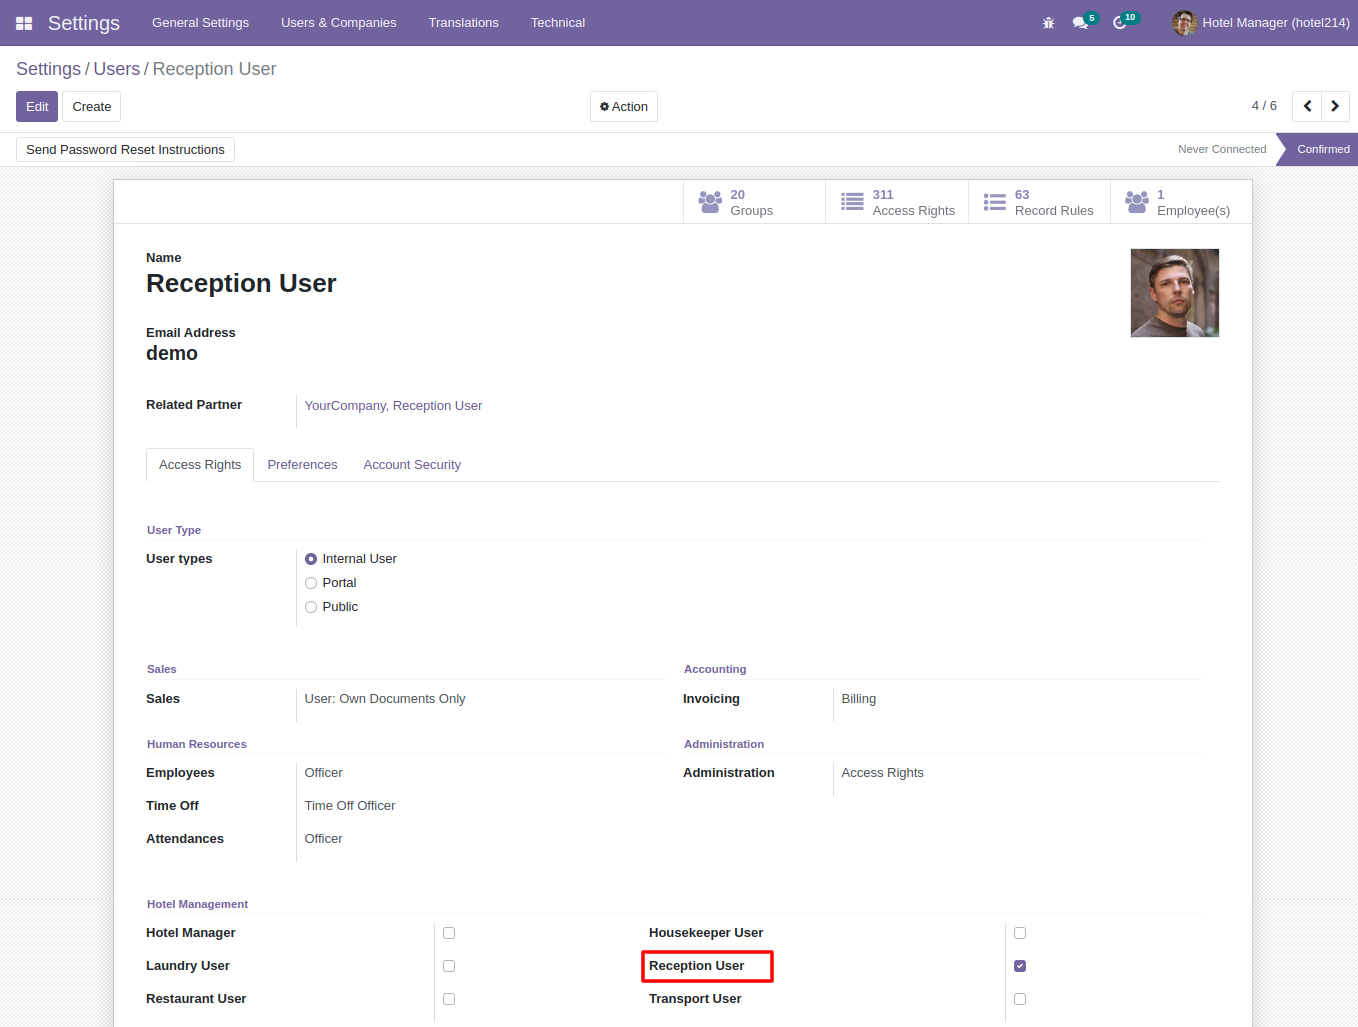 Settings General Settings Users & Companies Translations Technical 5 10 Hotel Manager (hotel214)
Settings / Users / Reception User
Edit Create Action 4 / 6
Send Password Reset Instructions Never Connected Confirmed
20 311 63 1
Groups Access Rights Record Rules Employee(s)
Name
Reception User
Email Address
demo
Related Partner YourCompany, Reception User
Access Rights Preferences Account Security
User Type
User types Internal User
Portal
Public
Sales Accounting
Sales User: Own Documents Only Invoicing Billing
Human Resources Administration
Employees Officer Administration Access Rights
Time Off Time Off Officer
Attendances Officer
Hotel Management
Hotel Manager Housekeeper User
Laundry User Reception User
Restaurant User Transport User